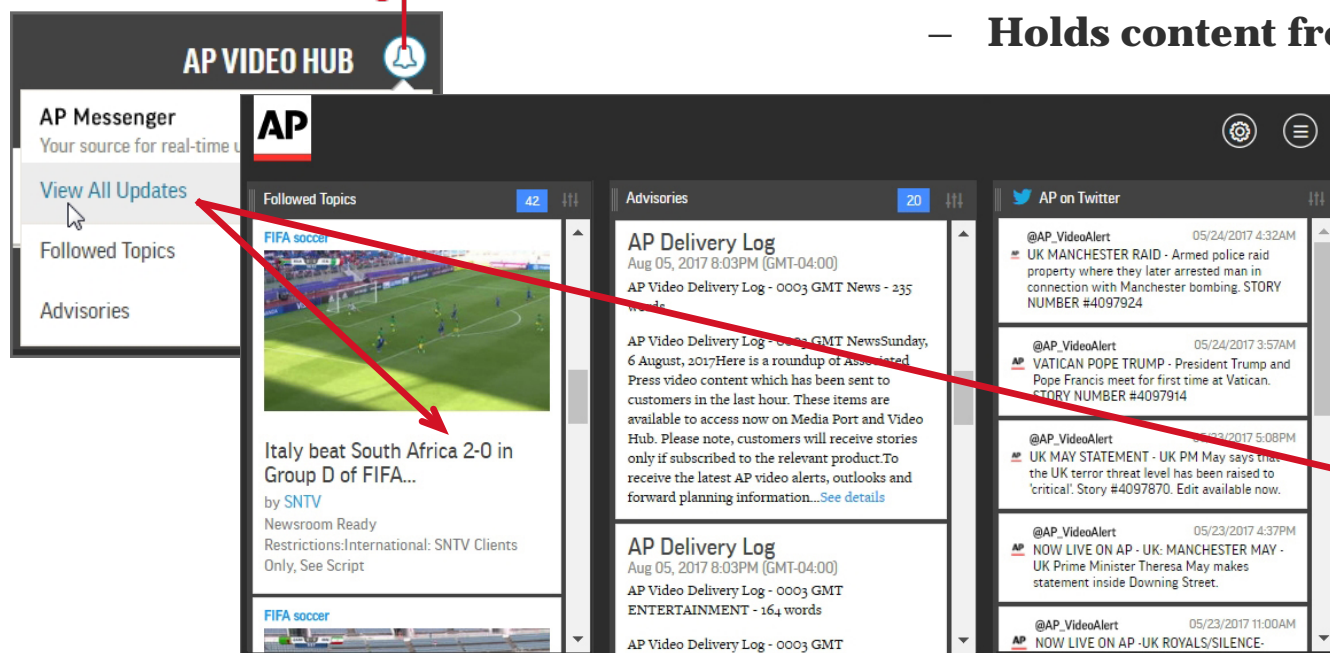 – Holds content fre
AP VIDEO HUB
AP Messenger
Your source for real-time u
View All Updates
Followed Topics
Advisories
AP
Followed Topics 42
FIFA soccer
Italy beat South Africa 2-0 in
Group D of FIFA...
by SNTV
Newsroom Ready
Restrictions:International: SNTV Clients
Only, See Script
FIFA soccer
Advisories 20
AP Delivery Log
Aug 05, 2017 8:03PM (GMT-04:00)
AP Video Delivery Log - 0003 GMT News - 235
words
AP Video Delivery Log - 0003 GMT NewsSunday,
6 August, 2017Here is a roundup of Associated
Press video content which has been sent to
customers in the last hour. These items are
available to access now on Media Port and Video
Hub. Please note, customers will receive stories
only if subscribed to the relevant product.To
receive the latest AP video alerts, outlooks and
forward planning information...See details
AP Delivery Log
Aug 05, 2017 8:03PM (GMT-04:00)
AP Video Delivery Log - 0003 GMT
ENTERTAINMENT - 164 words
AP Video Delivery Log - 0003 GMT
AP on Twitter
@AP_VideoAlert 05/24/2017 4:32AM
UK MANCHESTER RAID - Armed police raid
property where they later arrested man in
connection with Manchester bombing. STORY
NUMBER #4097924
@AP_VideoAlert 05/24/2017 3:57AM
AP VATICAN POPE TRUMP - President Trump and
Pope Francis meet for first time at Vatican.
STORY NUMBER #4097914
@AP_VideoAlert 05/23/2017 5:08PM
UK MAY STATEMENT - UK PM May says that
the UK terror threat level has been raised to
'critical'. Story #4097870. Edit available now.
@AP_VideoAlert 05/23/2017 4:37PM
AP NOW LIVE ON AP - UK: MANCHESTER MAY -
UK Prime Minister Theresa May makes
statement inside Downing Street.
@AP_VideoAlert 05/23/2017 11:00AM
AP NOW LIVE ON AP -UK ROYALS/SILENCE-